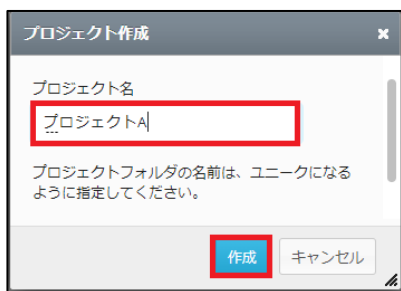 プロジェクト作成
プロジェクト名
プロジェクトA
プロジェクトフォルダの名前は、ユニークになる
ように指定してください。
作成
キャンセル